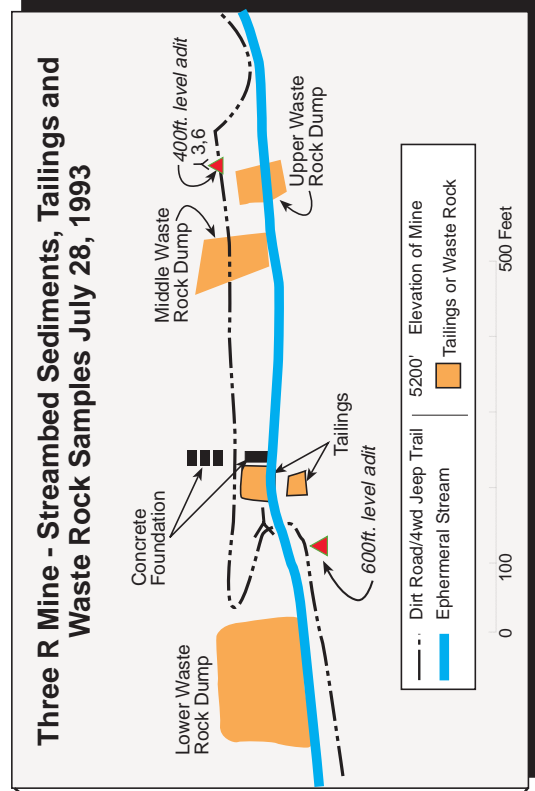 Three R Mine - Streambed Sediments, Tailings and
Waste Rock Samples July 28, 1993
Lower Waste
Rock Dump
Concrete
Foundation
600ft. level adit
Tailings
Middle Waste
Rock Dump
400ft. level adit
3,6
Upper Waste
Rock Dump
Dirt Road/4wd Jeep Trail
5200' Elevation of Mine
Ephemeral Stream
Tailings or Waste Rock
0 100 500 Feet